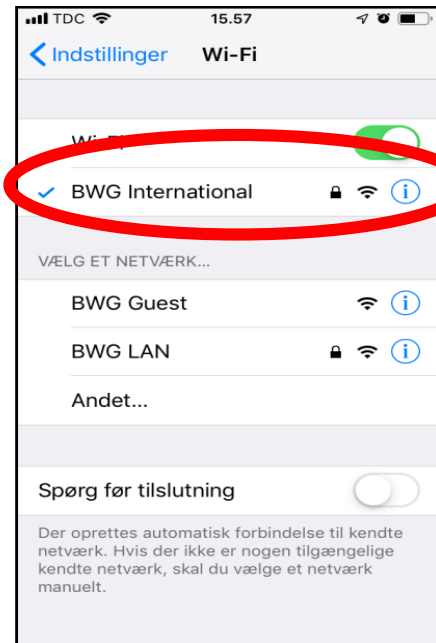 TDC 15.57
Indstillinger Wi-Fi
Wi-Fi
BWG International
VÆLG ET NETVÆRK...
BWG Guest
BWG LAN
Andet...
Spørg før tilslutning
Der oprettes automatisk forbindelse til kendte
netværk. Hvis der ikke er nogen tilgængelige
kendte netværk, skal du vælge et netværk
manuelt.